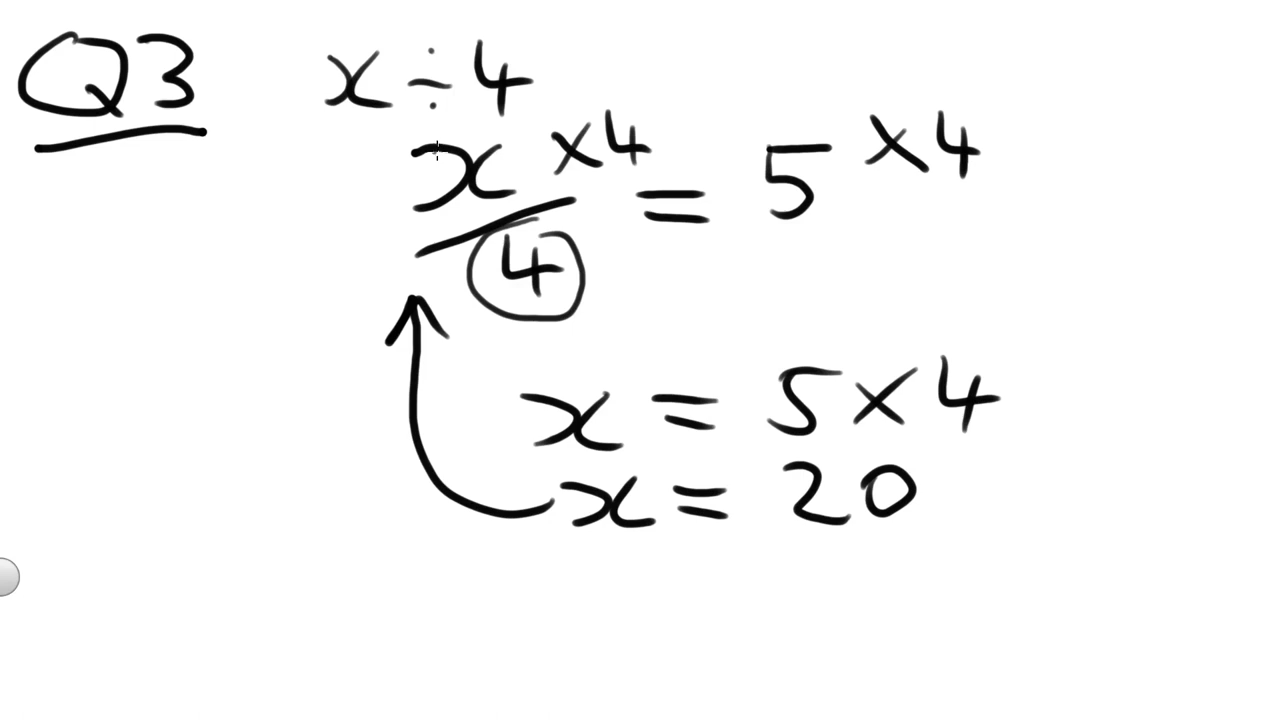 Q3
x ÷ 4
x ×4 = 5 ×4
4
x = 5 × 4
x = 20